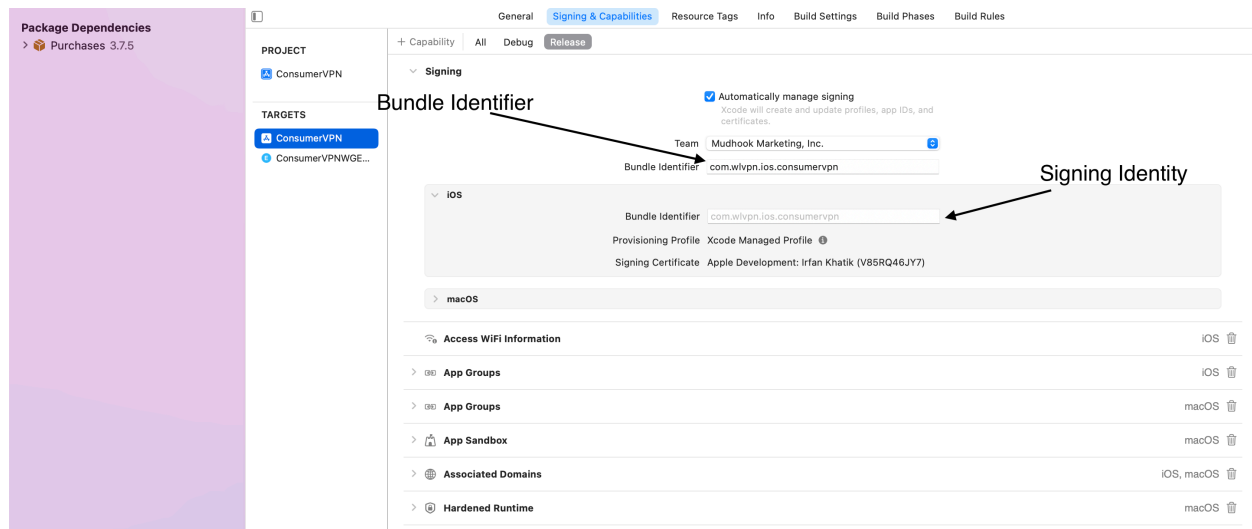 Package Dependencies
Purchases 3.7.5
PROJECT
ConsumerVPN
TARGETS
ConsumerVPN
ConsumerVPNWGE...
General Signing & Capabilities Resource Tags Info Build Settings Build Phases Build Rules
+ Capability All Debug Release
Signing
Bundle Identifier
Automatically manage signing
Xcode will create and update profiles, app IDs, and
certificates.
Team Mudhook Marketing, Inc.
Bundle Identifier com.wlvpn.ios.consumervpn
Signing Identity
iOS
Bundle Identifier com.wlvpn.ios.consumervpn
Provisioning Profile Xcode Managed Profile
Signing Certificate Apple Development: Irfan Khatik (V85RQ46JY7)
macOS
Access WiFi Information iOS
App Groups iOS
App Groups macOS
App Sandbox macOS
Associated Domains iOS, macOS
Hardened Runtime macOS